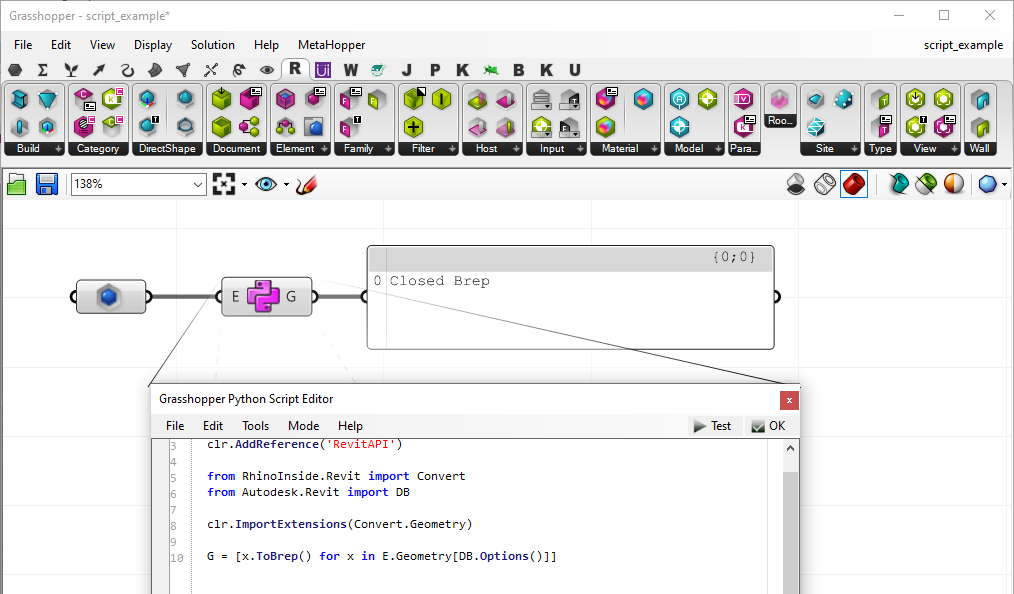 Grasshopper - script_example*
File Edit View Display Solution Help MetaHopper script_example
R W J P K B K U
Build Category DirectShape Document Element Family Filter Host Input Material Model Para... Roo... Site Type View Wall
138%
{0;0}
0 Closed Brep
E G
Grasshopper Python Script Editor x
File Edit Tools Mode Help Test OK
3 clr.AddReference('RevitAPI')
4
5 from RhinoInside.Revit import Convert
6 from Autodesk.Revit import DB
7
8 clr.ImportExtensions(Convert.Geometry)
9
10 G = [x.ToBrep() for x in E.Geometry[DB.Options()]]